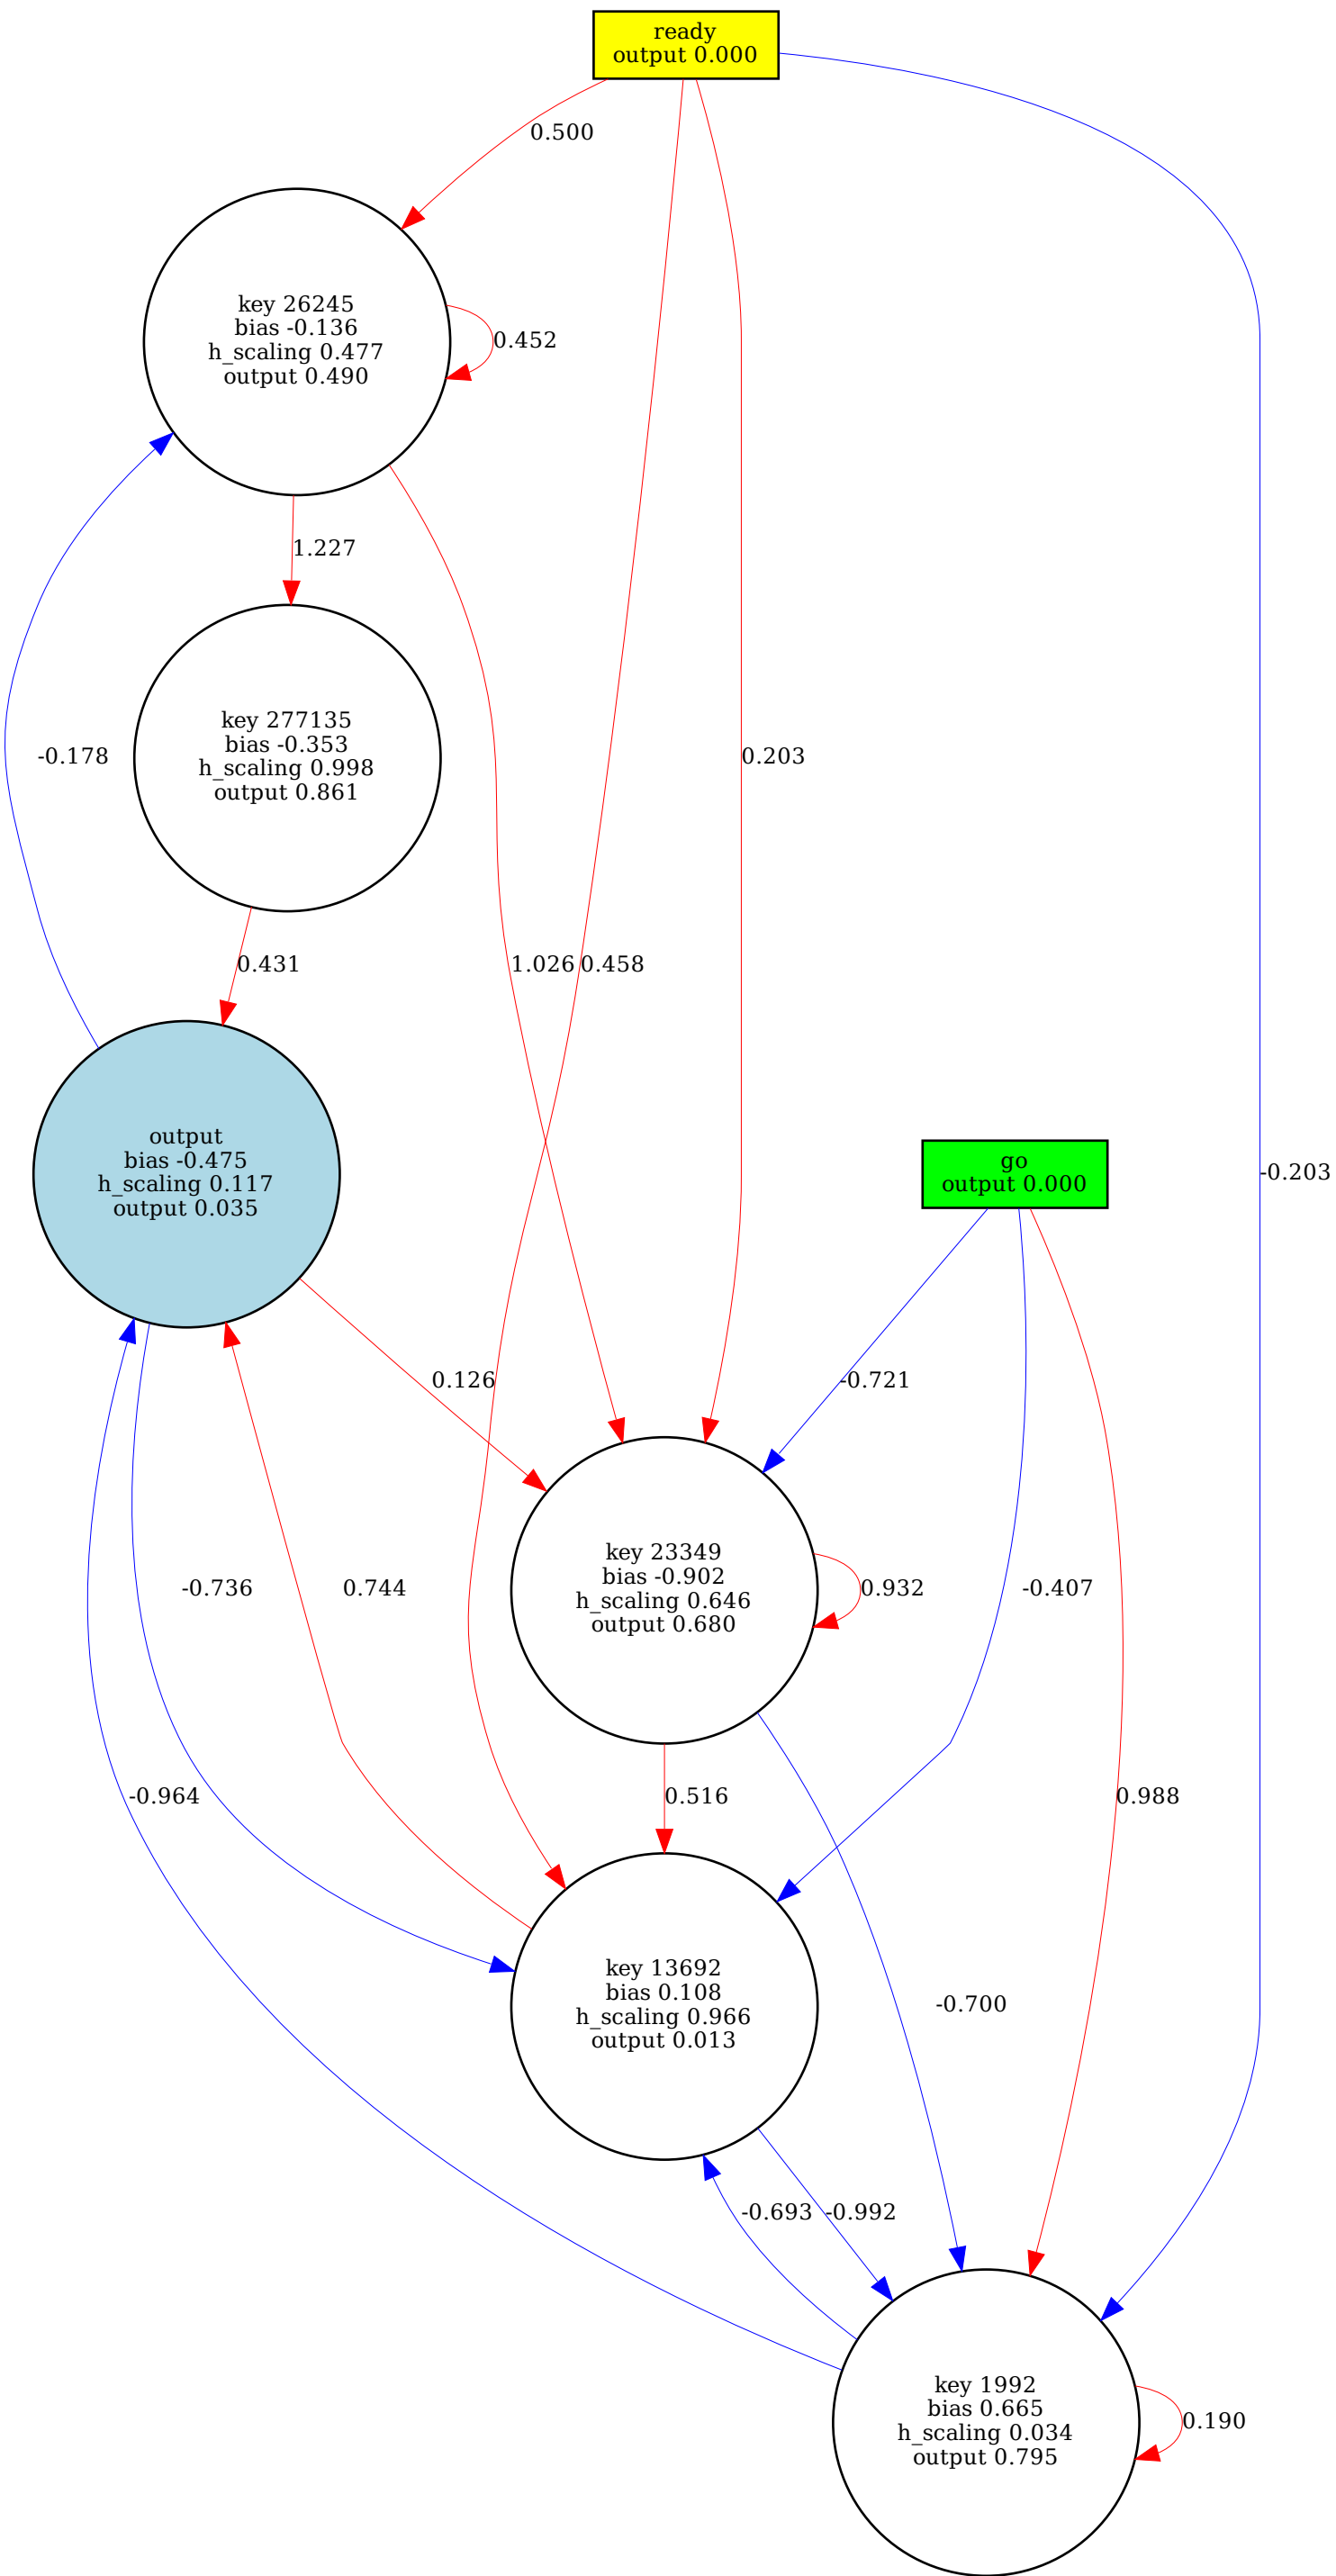 ready
output 0.000
0.500
key 26245
bias -0.136
h_scaling 0.477
output 0.490
0.452
1.227
key 277135
bias -0.353
h_scaling 0.998
output 0.861
-0.178
0.203
0.431
1.026
0.458
output
bias -0.475
h_scaling 0.117
output 0.035
go
output 0.000
-0.203
0.126
-0.721
key 23349
bias -0.902
h_scaling 0.646
output 0.680
-0.736
0.744
0.932
-0.407
-0.964
0.516
0.988
key 13692
bias 0.108
h_scaling 0.966
output 0.013
-0.700
-0.693
-0.992
key 1992
bias 0.665
h_scaling 0.034
output 0.795
0.190